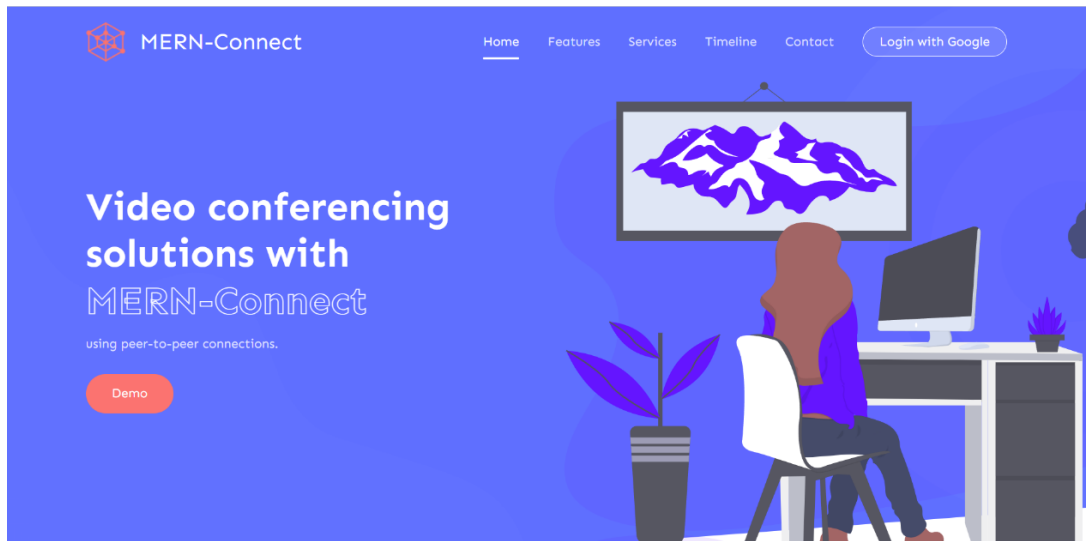 MERN-Connect
Home Features Services Timeline Contact Login with Google
Video conferencing
solutions with
MERN-Connect
using peer-to-peer connections.
Demo